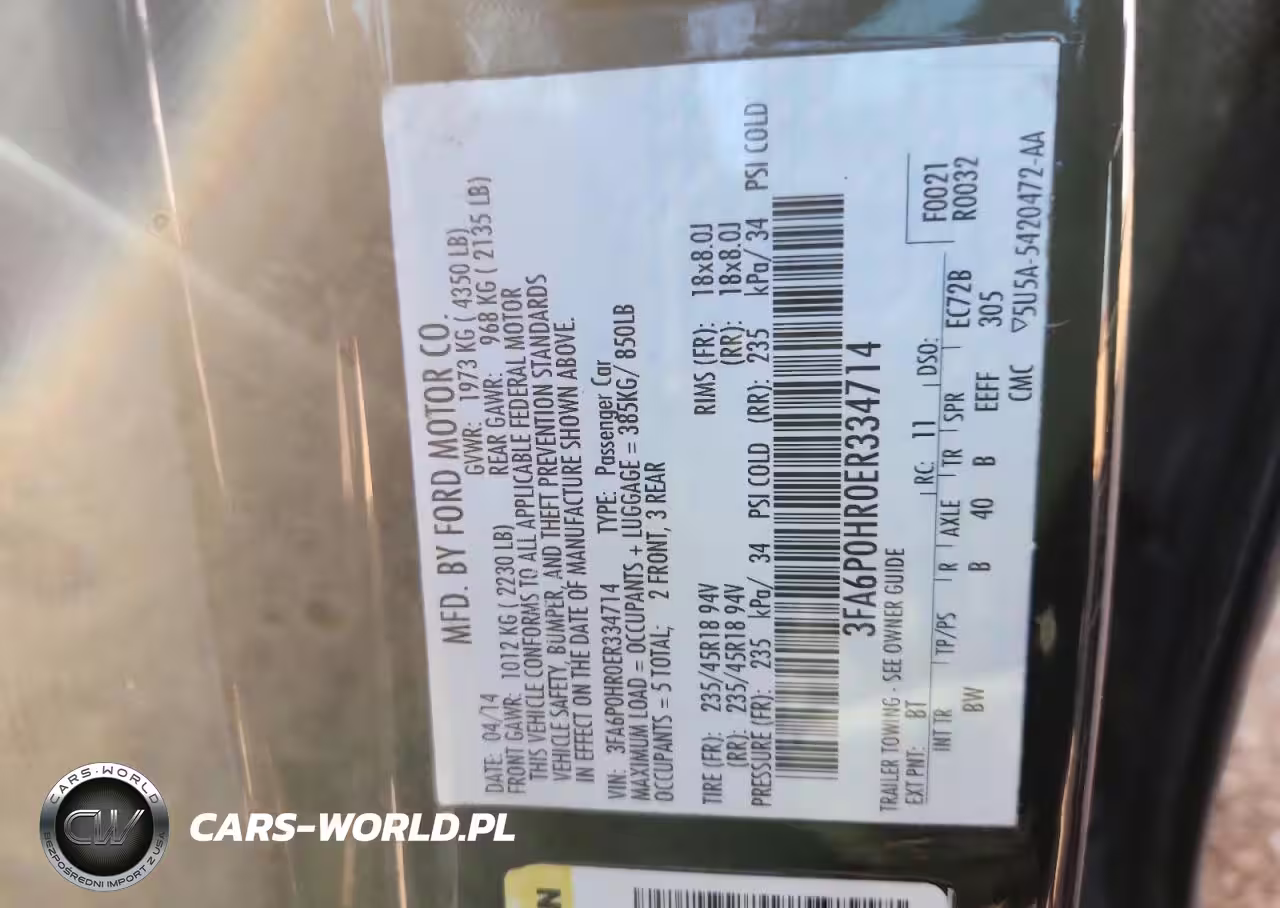 MFD. BY FORD MOTOR CO.
DATE: 04/14 GVWR: 1973 KG ( 4350 LB)
FRONT GAWR: 1012 KG ( 2230 LB) REAR GAWR: 968 KG ( 2135 LB)
THIS VEHICLE CONFORMS TO ALL APPLICABLE FEDERAL MOTOR
VEHICLE SAFETY, BUMPER, AND THEFT PREVENTION STANDARDS
IN EFFECT ON THE DATE OF MANUFACTURE SHOWN ABOVE.
VIN: 3FA6P0HR0ER334714 TYPE: Passenger Car
MAXIMUM LOAD = OCCUPANTS + LUGGAGE = 385KG/ 850LB
OCCUPANTS = 5 TOTAL; 2 FRONT, 3 REAR
TIRE (FR): 235/45R18 94V RIMS (FR): 18x8.0J
(RR): 235/45R18 94V (RR): 18x8.0J
PRESSURE (FR): 235 kPa/ 34 PSI COLD (RR): 235 kPa/ 34 PSI COLD
3FA6P0HR0ER334714
TRAILER TOWING - SEE OWNER GUIDE F0021
EXT PNT: BT RC: 11 DSO: R0032
INT TR TP/PS R AXLE TR SPR EC72B
BW B 40 B EEFF 305
CMC ▽5U5A-5420472-AA
CARS-WORLD
CW
BEZPOŚREDNI IMPORT Z USA
CARS-WORLD.PL